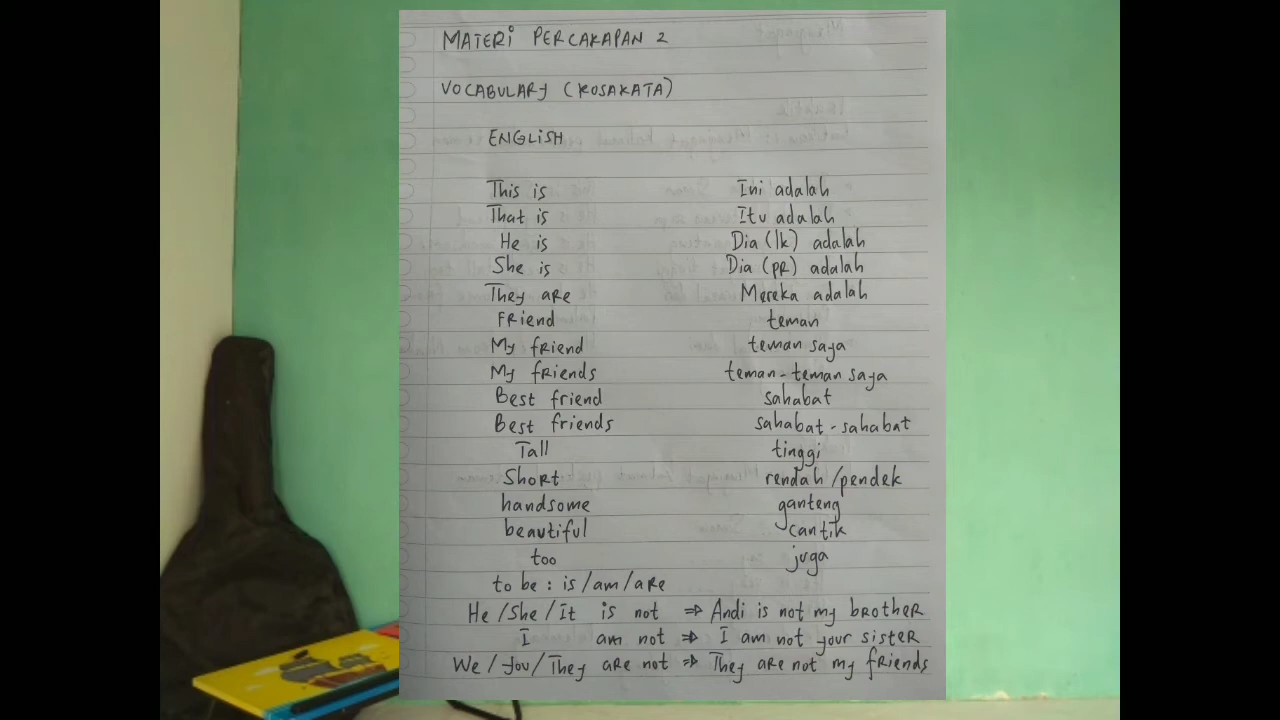 MATERI PERCAKAPAN 2
VOCABULARY (KOSAKATA)
ENGLISH
This is Ini adalah
That is Itu adalah
He is Dia (lk) adalah
She is Dia (pr) adalah
They are Mereka adalah
Friend teman
My friend teman saya
My friends teman-teman saya
Best friend sahabat
Best friends sahabat-sahabat
Tall tinggi
Short rendah/pendek
handsome ganteng
beautiful cantik
too juga
to be : is/am/are
He/She/It is not ⇒ Andi is not my brother
I am not ⇒ I am not your sister
We/You/They are not ⇒ They are not my friends